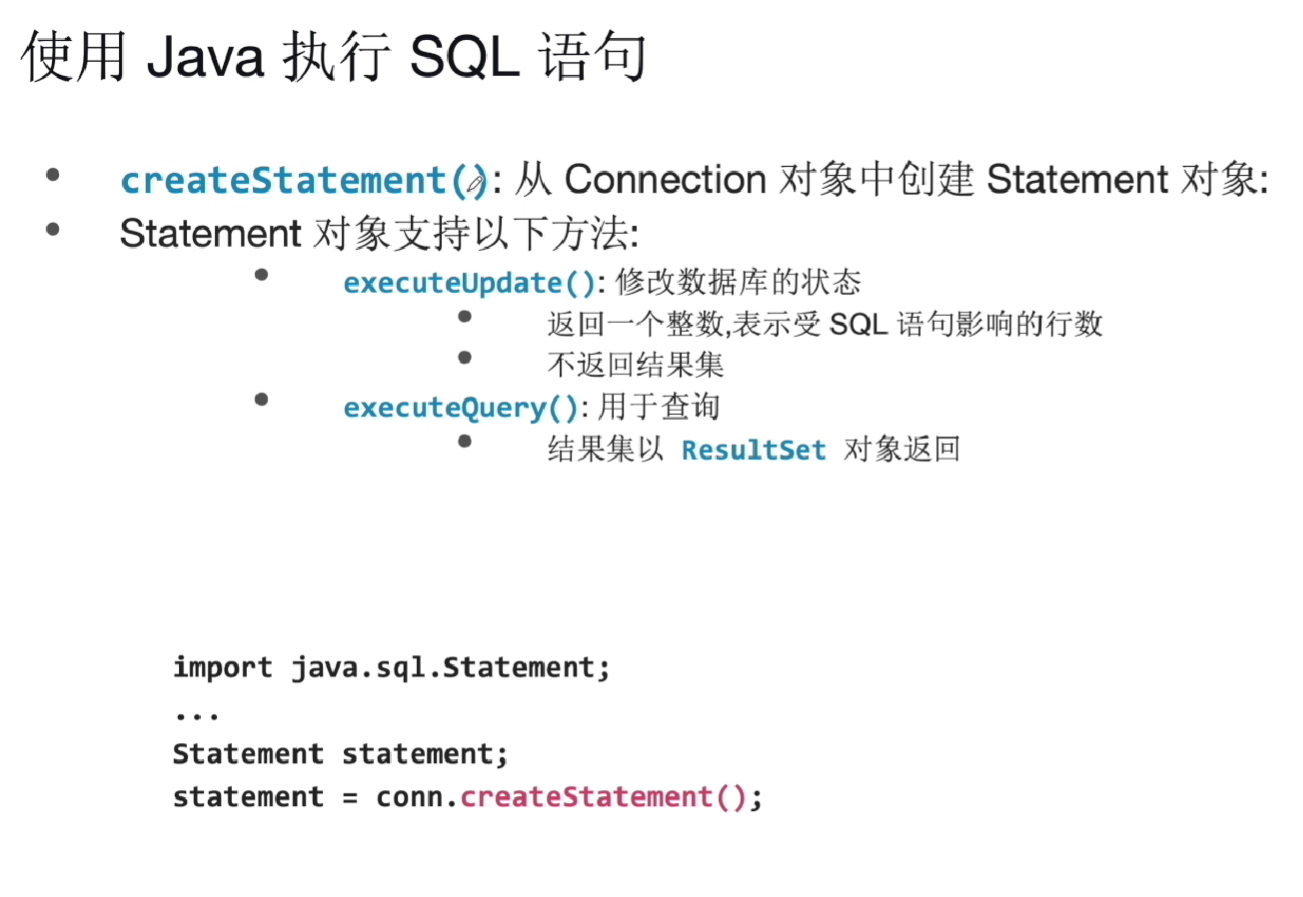 使用 Java 执行 SQL 语句
• createStatement(): 从 Connection 对象中创建 Statement 对象:
• Statement 对象支持以下方法:
• executeUpdate(): 修改数据库的状态
• 返回一个整数,表示受 SQL 语句影响的行数
• 不返回结果集
• executeQuery(): 用于查询
• 结果集以 ResultSet 对象返回
import java.sql.Statement;
...
Statement statement;
statement = conn.createStatement();